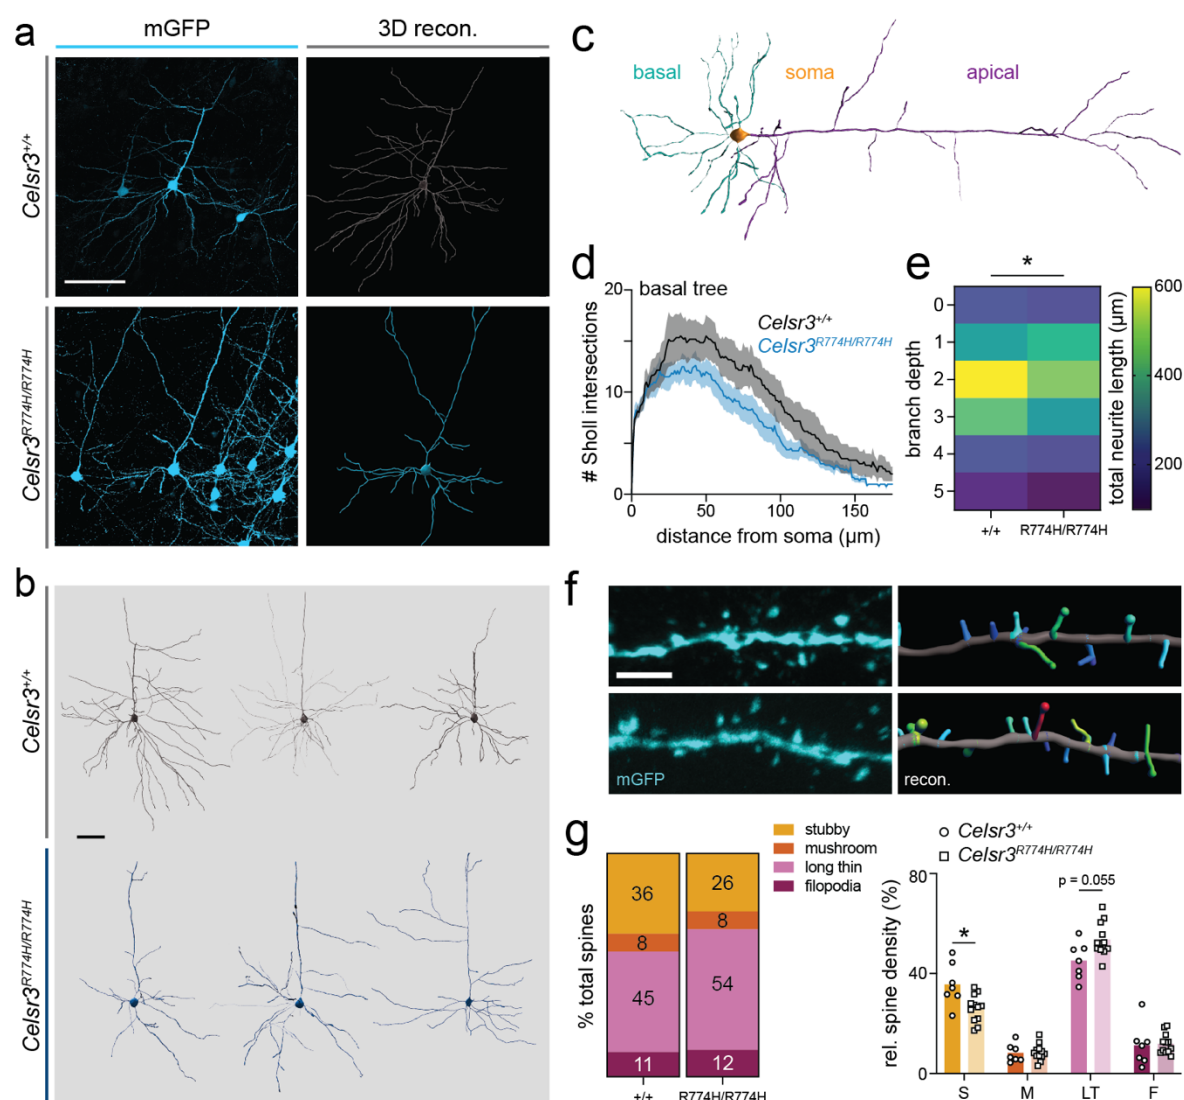 a
mGFP
3D recon.
Celsr3+/+
Celsr3R774H/R774H
b
Celsr3+/+
Celsr3R774H/R774H
c
basal
soma
apical
d
basal tree
Celsr3+/+
Celsr3R774H/R774H
# Sholl intersections
20
10
0
0
50
100
150
distance from soma (µm)
e
*
branch depth
0
1
2
3
4
5
+/+
R774H/R774H
total neurite length (µm)
600
400
200
f
mGFP
recon.
g
% total spines
36
8
45
11
26
8
54
12
+/+
R774H/R774H
stubby
mushroom
long thin
filopodia
Celsr3+/+
Celsr3R774H/R774H
rel. spine density (%)
80
40
0
*
p = 0.055
S
M
LT
F